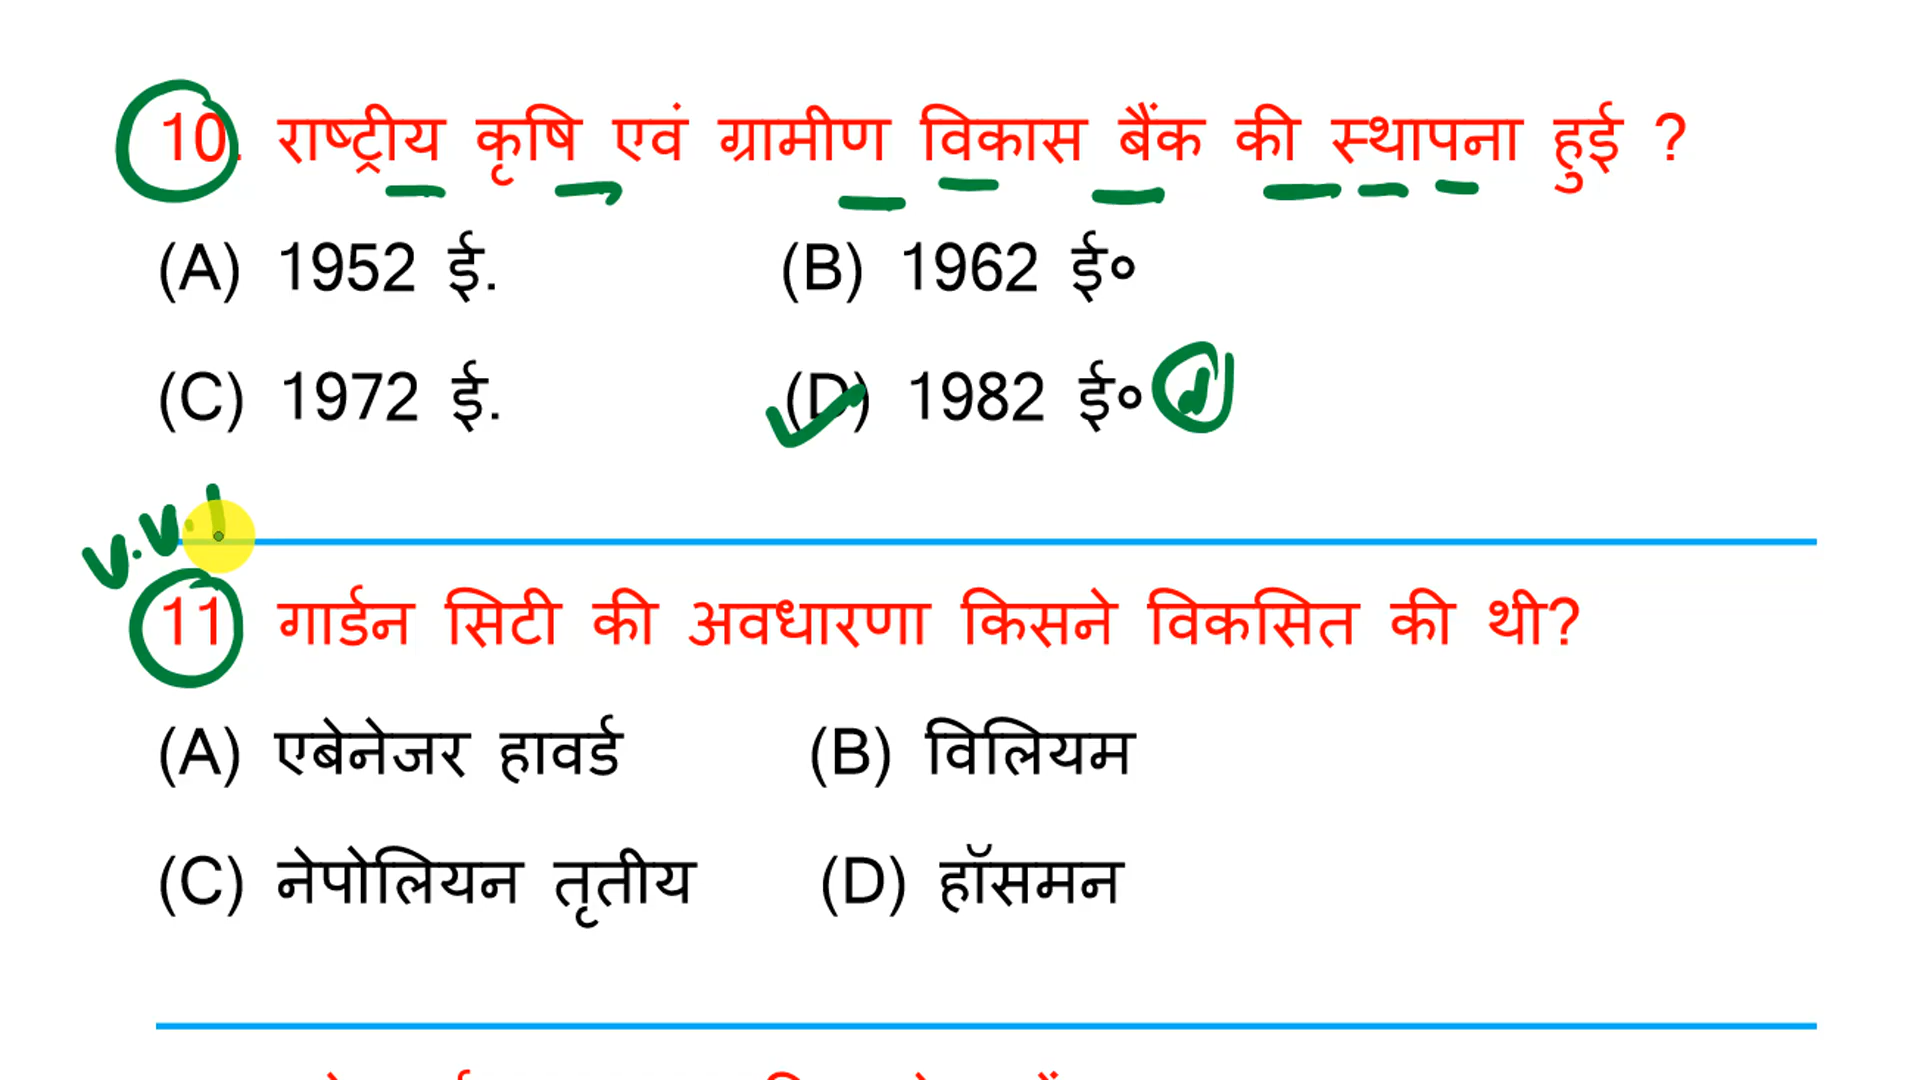 10. राष्ट्रीय कृषि एवं ग्रामीण विकास बैंक की स्थापना हुई ?
(A) 1952 ई. (B) 1962 ई०
(C) 1972 ई. (D) 1982 ई० d
v.v.I
11 गार्डन सिटी की अवधारणा किसने विकसित की थी?
(A) एबेनेजर हावर्ड (B) विलियम
(C) नेपोलियन तृतीय (D) हॉसमन